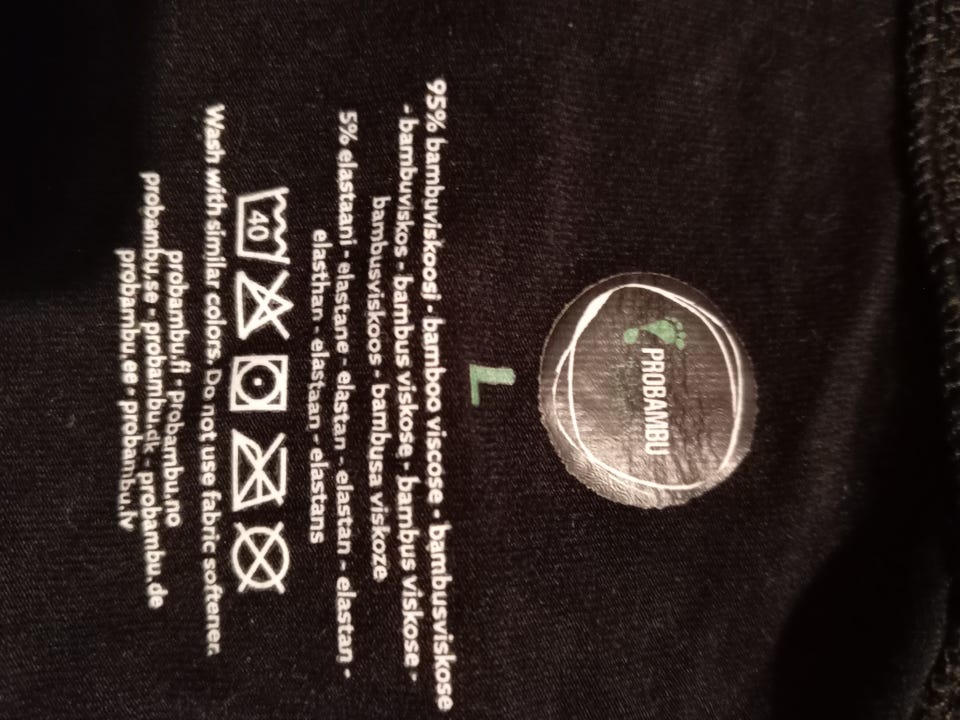 PROBAMBU
L
95% bambuviskoosi - bamboo viscose - bambusviskose
- bambuviskos - bambus viskose - bambus viskose -
bambusviskoos - bambusa viskoze
5% elastaani - elastane - elastan - elastan - elastan -
elasthan - elastaan - elastans
40
Wash with similar colors. Do not use fabric softener.
probambu.fi - probambu.no
probambu.se - probambu.dk - probambu.de
probambu.ee - probambu.lv